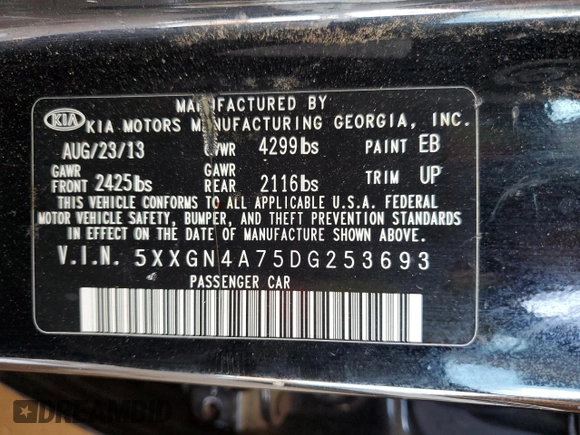 MANUFACTURED BY
KIA KIA MOTORS MANUFACTURING GEORGIA, INC.
AUG/23/13 GVWR 4299lbs PAINT EB
GAWR FRONT 2425lbs GAWR REAR 2116lbs TRIM UP
THIS VEHICLE CONFORMS TO ALL APPLICABLE U.S.A. FEDERAL
MOTOR VEHICLE SAFETY, BUMPER, AND THEFT PREVENTION STANDARDS
IN EFFECT ON THE DATE OF MANUFACTURE SHOWN ABOVE.
V.I.N. 5XXGN4A75DG253693
PASSENGER CAR
DREAMBID